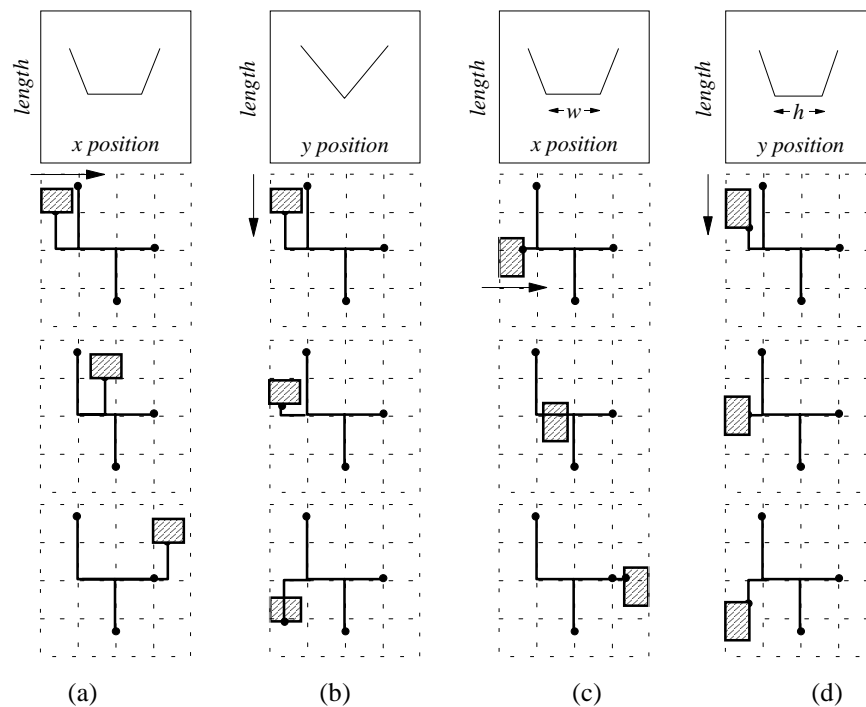 length
x position
length
y position
length
w
x position
length
h
y position
(a)
(b)
(c)
(d)